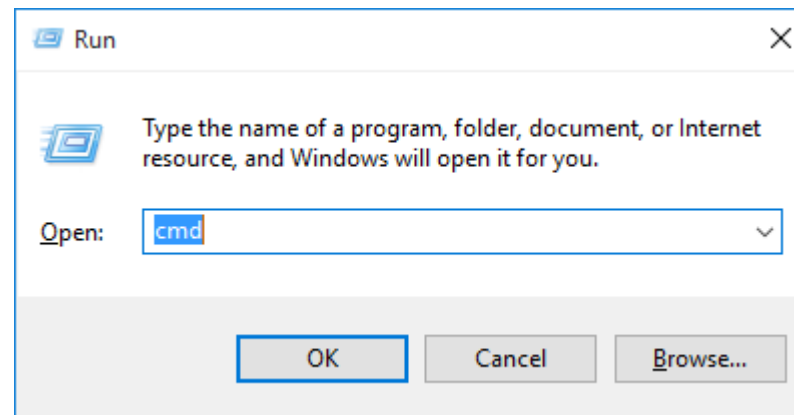 Run
Type the name of a program, folder, document, or Internet
resource, and Windows will open it for you.
Open: cmd
OK Cancel Browse...